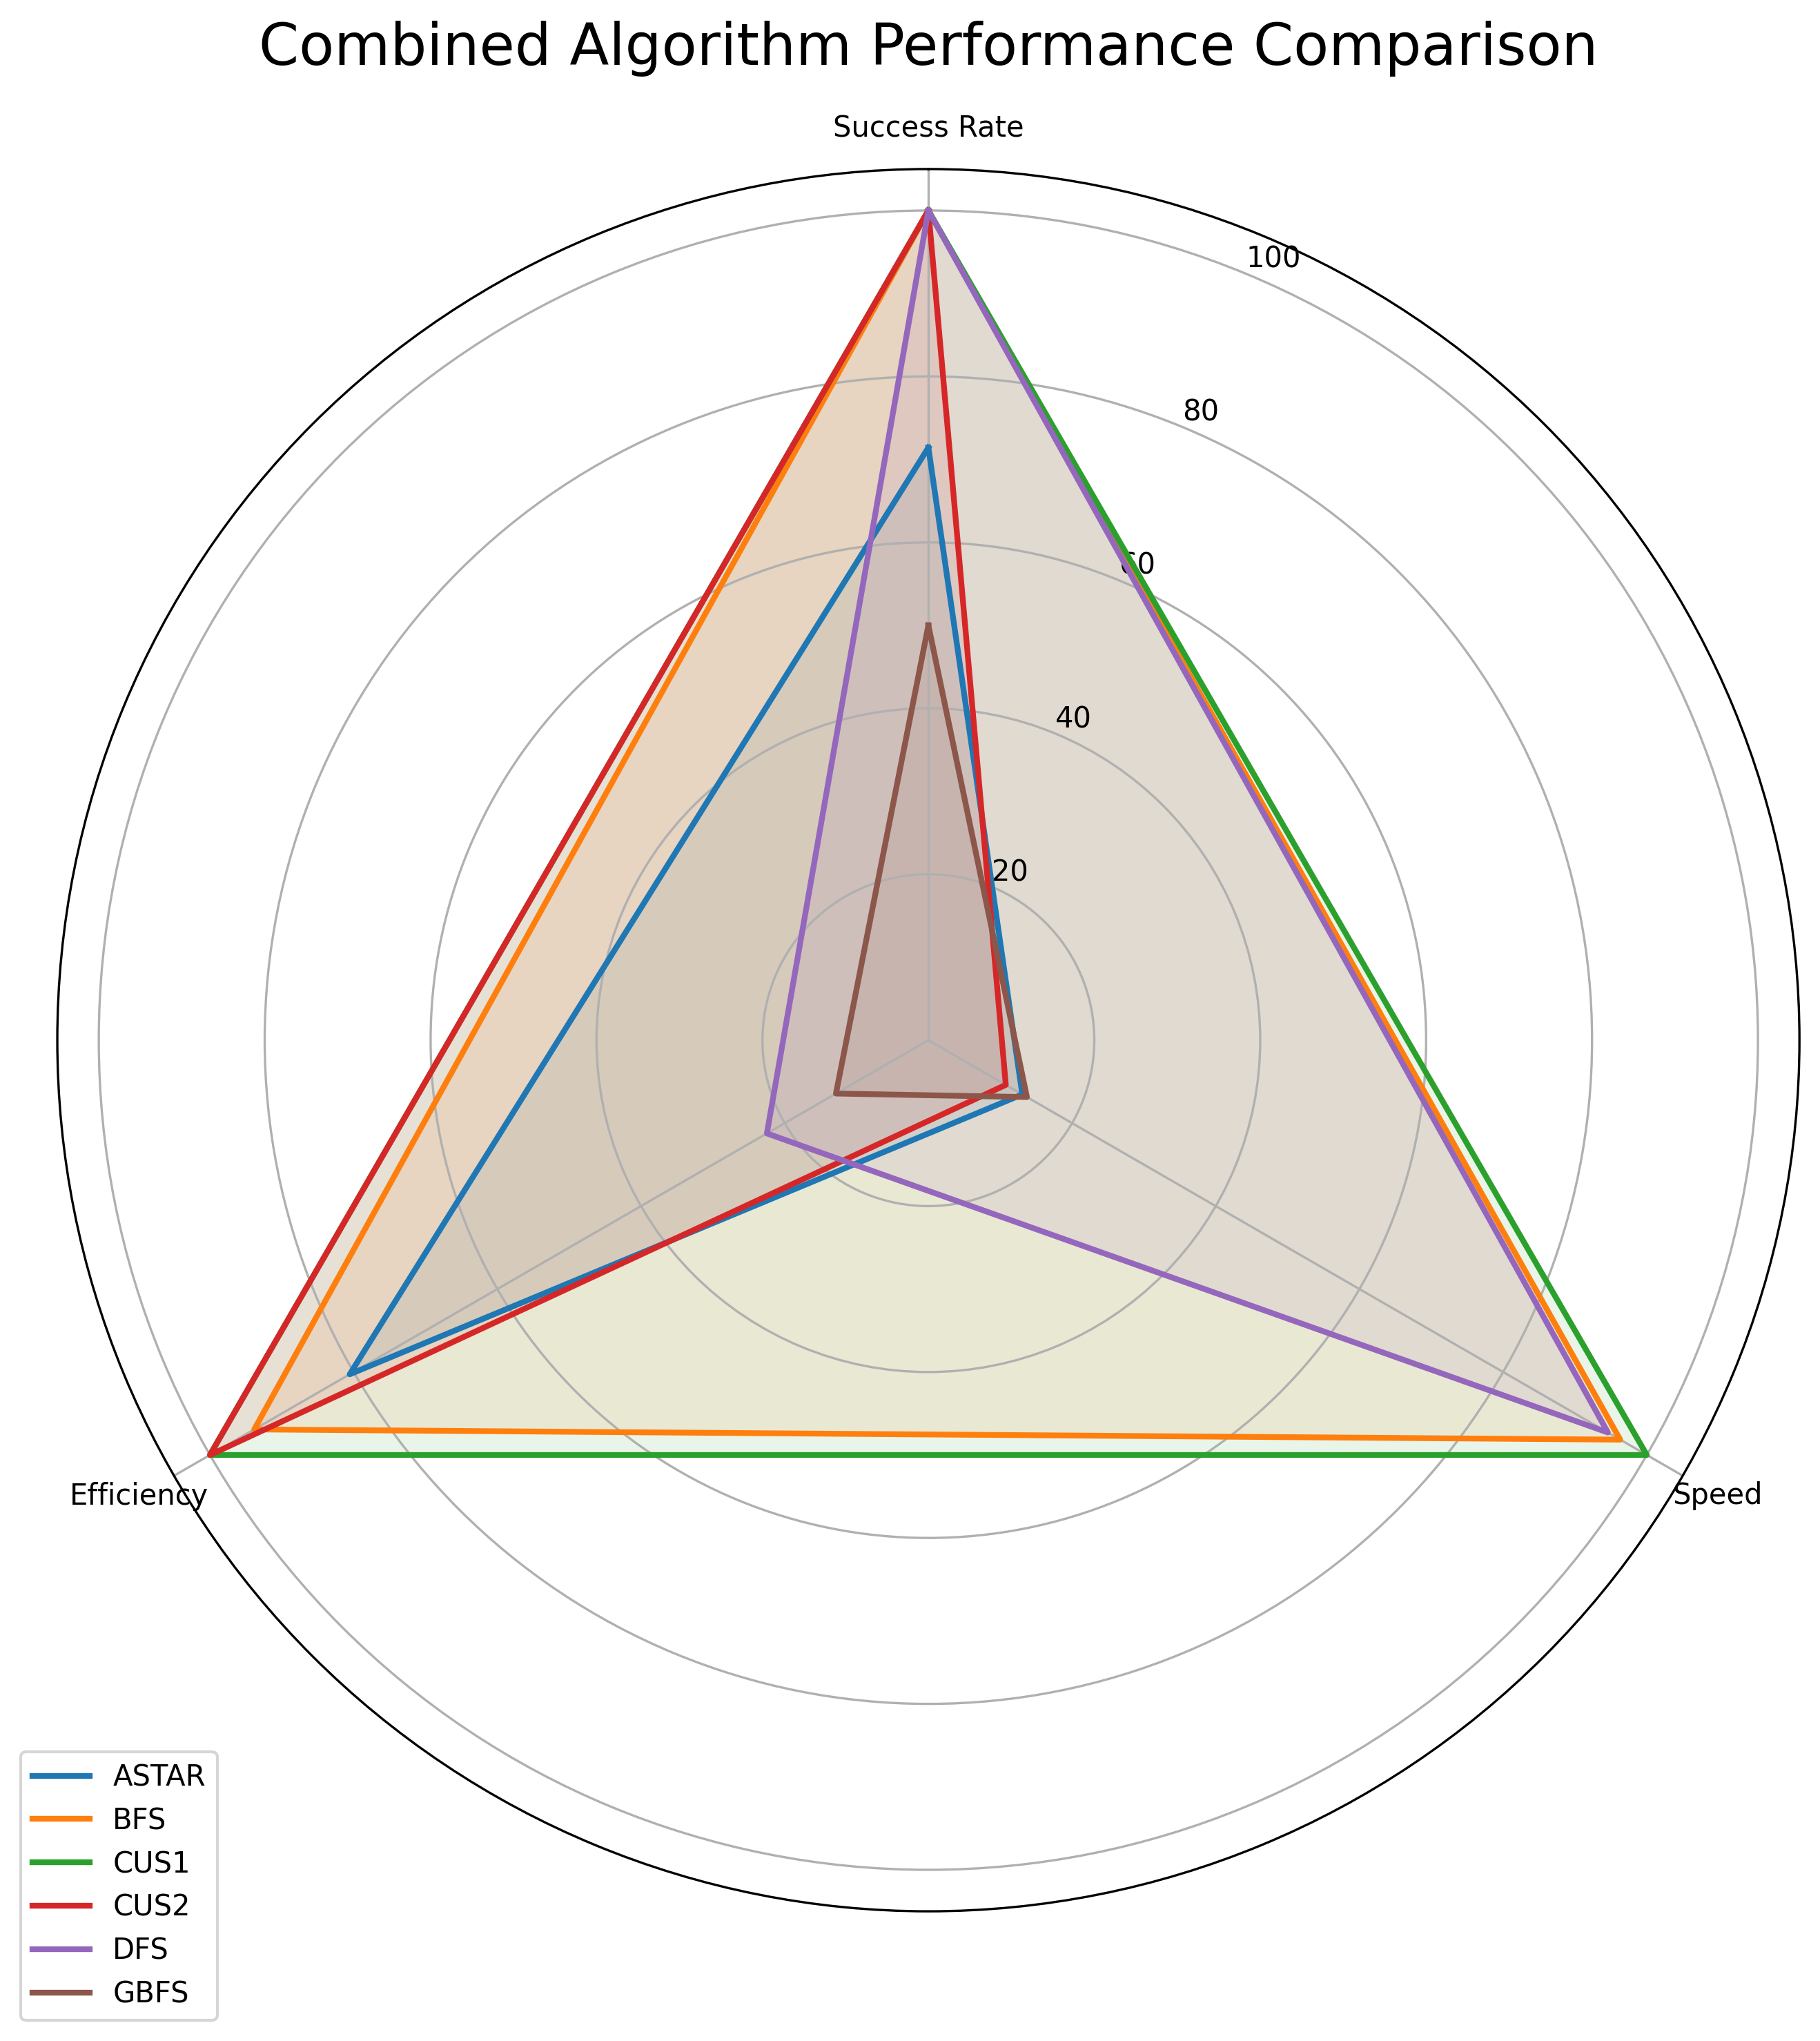 Combined Algorithm Performance Comparison
Success Rate
100
80
60
40
20
Efficiency
Speed
ASTAR
BFS
CUS1
CUS2
DFS
GBFS